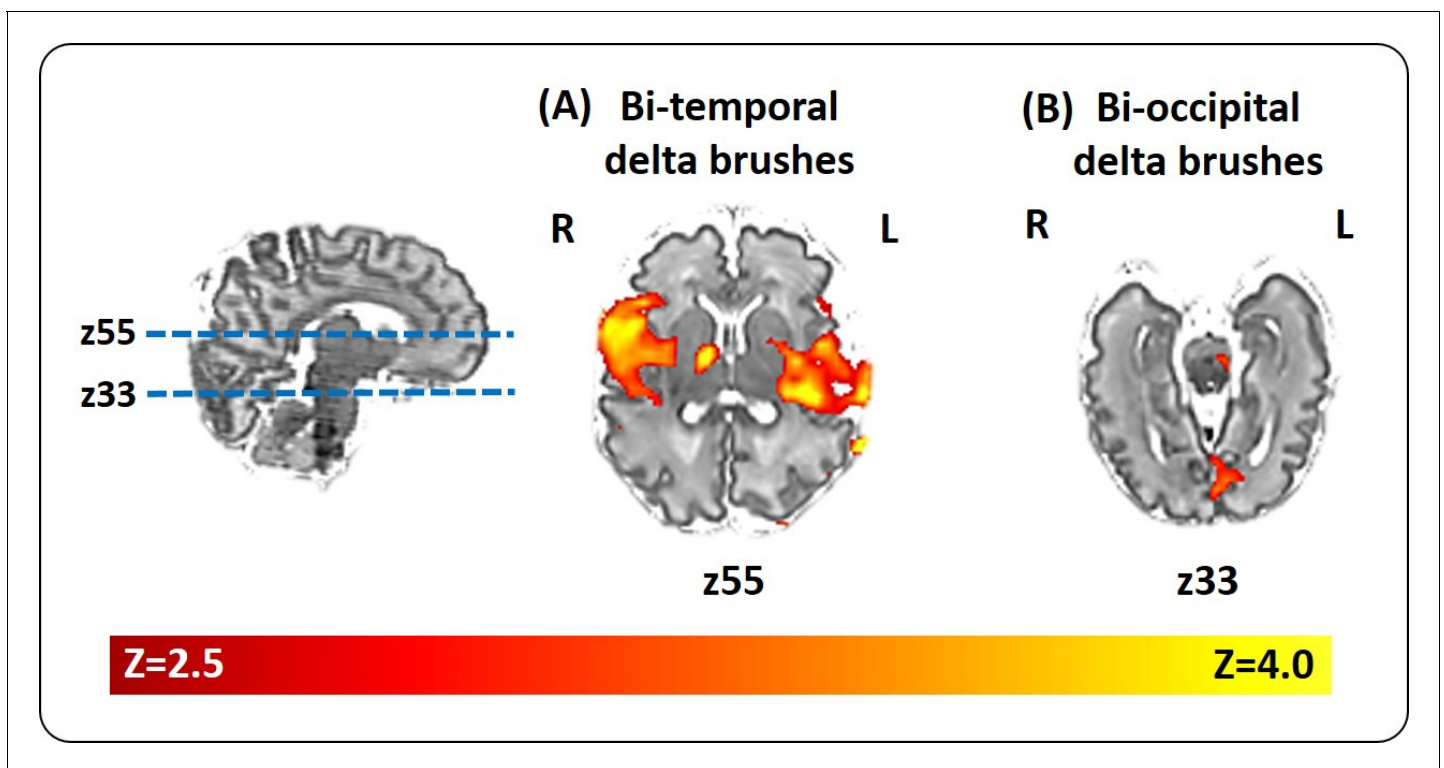 (A) Bi-temporal
delta brushes
(B) Bi-occipital
delta brushes
R
L
R
L
z55
z33
z55
z33
Z=2.5
Z=4.0